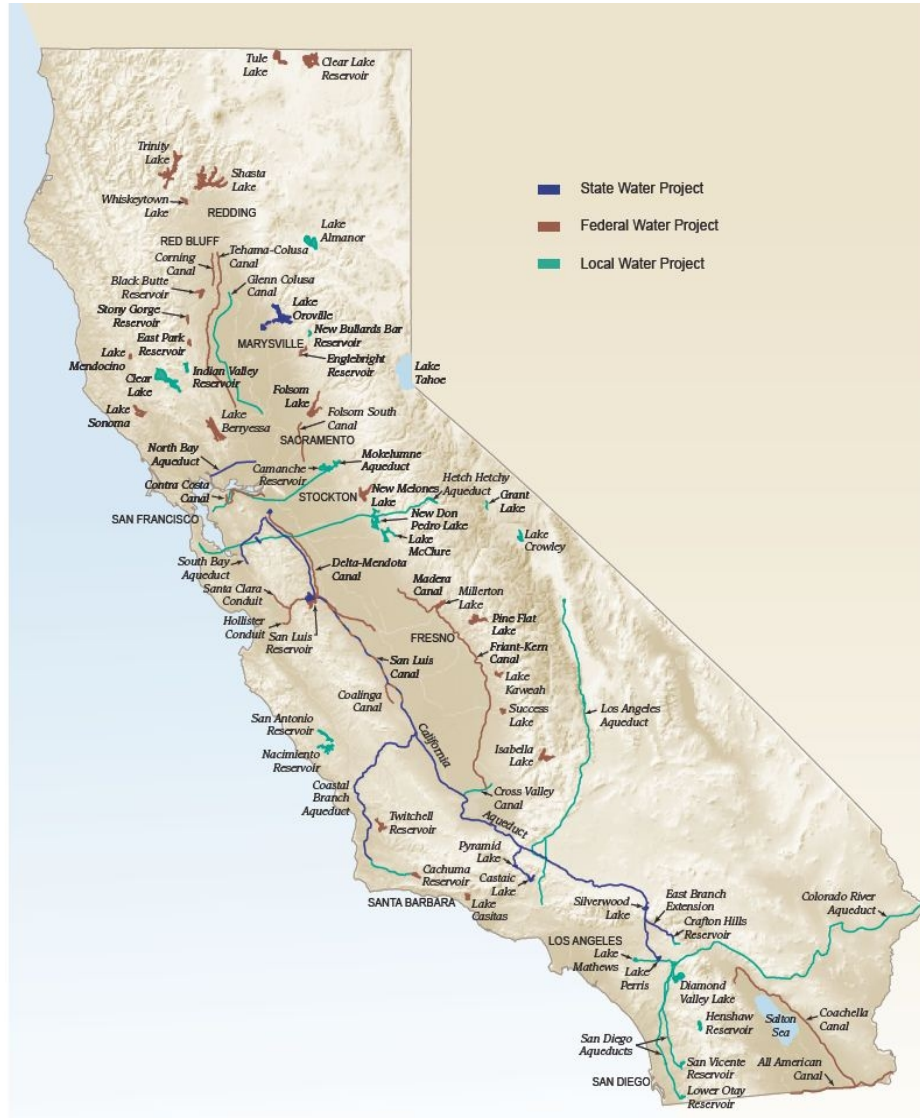 Tule
Lake
Clear Lake
Reservoir
Trinity
Lake
Shasta
Lake
Whiskeytown
Lake
REDDING
State Water Project
Federal Water Project
Local Water Project
Lake
Almanor
RED BLUFF
Tehama-Colusa
Canal
Corning
Canal
Glenn Colusa
Canal
Black Butte
Reservoir
Lake
Oroville
Stony Gorge
Reservoir
New Bullards Bar
Reservoir
MARYSVILLE
East Park
Reservoir
Englebright
Reservoir
Lake
Mendocino
Indian Valley
Reservoir
Lake
Tahoe
Clear
Lake
Folsom
Lake
Lake
Sonoma
Lake
Berryessa
Folsom South
Canal
SACRAMENTO
North Bay
Aqueduct
Mokelumne
Aqueduct
Camanche
Reservoir
Hetch Hetchy
Aqueduct
Contra Costa
Canal
STOCKTON
New Melones
Lake
Grant
Lake
SAN FRANCISCO
New Don
Pedro Lake
Lake
McClure
Lake
Crowley
South Bay
Aqueduct
Delta-Mendota
Canal
Santa Clara
Conduit
Madera
Canal
Millerton
Lake
Hollister
Conduit
San Luis
Reservoir
FRESNO
Pine Flat
Lake
Friant-Kern
Canal
San Luis
Canal
Lake
Kaweah
Coalinga
Canal
Success
Lake
Los Angeles
Aqueduct
San Antonio
Reservoir
California
Nacimiento
Reservoir
Isabella
Lake
Coastal
Branch
Aqueduct
Cross Valley
Canal
Twitchell
Reservoir
Aqueduct
Pyramid
Lake
Cachuma
Reservoir
Castaic
Lake
SANTA BARBARA
Lake
Casitas
Silverwood
Lake
East Branch
Extension
Crafton Hills
Reservoir
Colorado River
Aqueduct
LOS ANGELES
Lake
Mathews
Lake
Perris
Diamond
Valley Lake
Henshaw
Reservoir
Salton
Sea
Coachella
Canal
San Diego
Aqueducts
San Vicente
Reservoir
All American
Canal
SAN DIEGO
Lower Otay
Reservoir